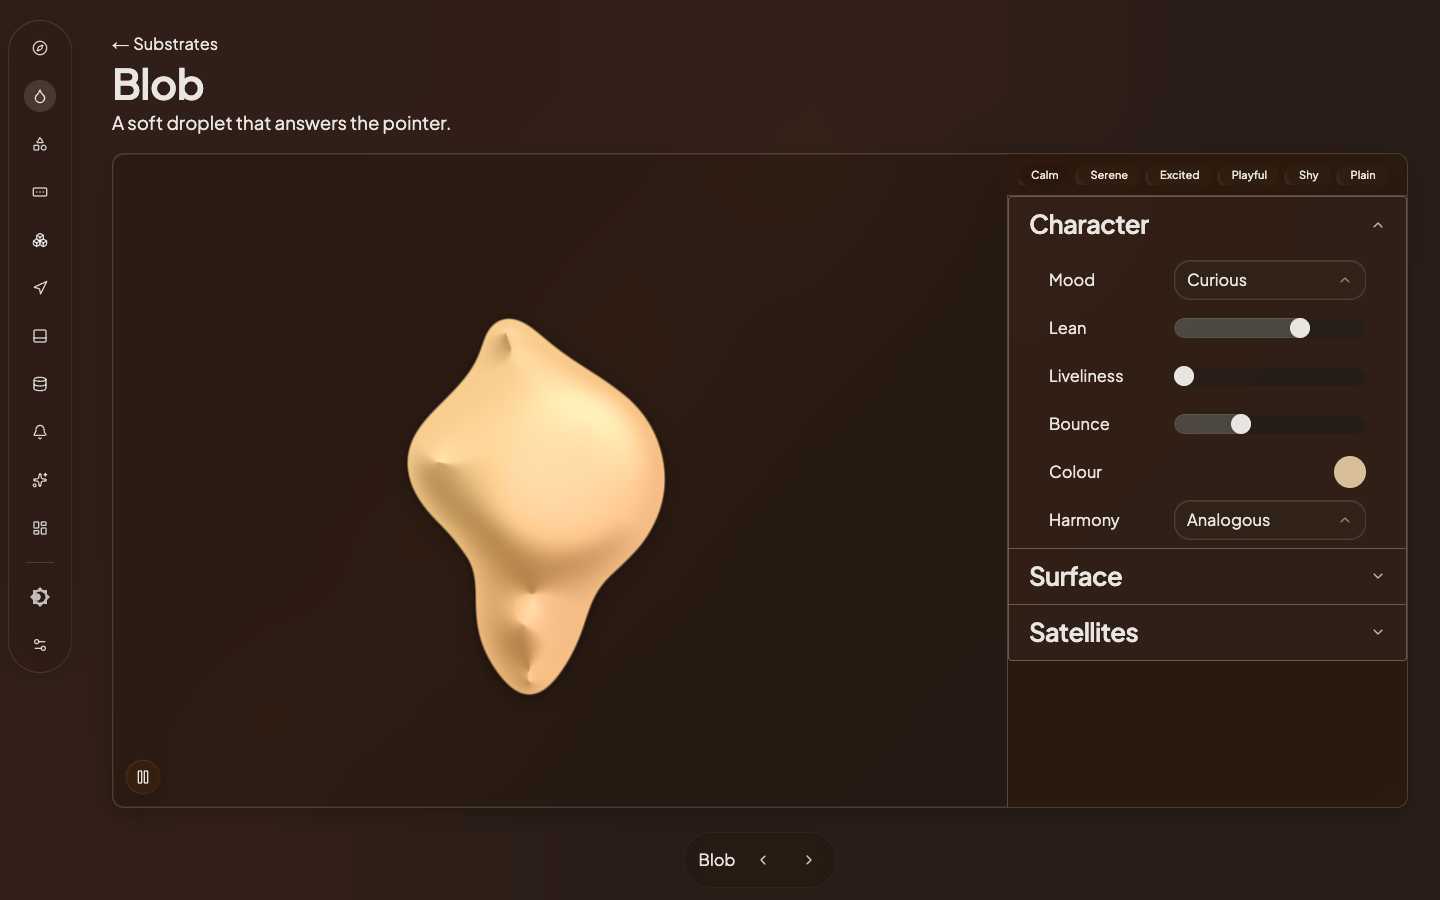 ← Substrates
Blob
A soft droplet that answers the pointer.
Calm Serene Excited Playful Shy Plain
Character
Mood Curious
Lean
Liveliness
Bounce
Colour
Harmony Analogous
Surface
Satellites
Blob